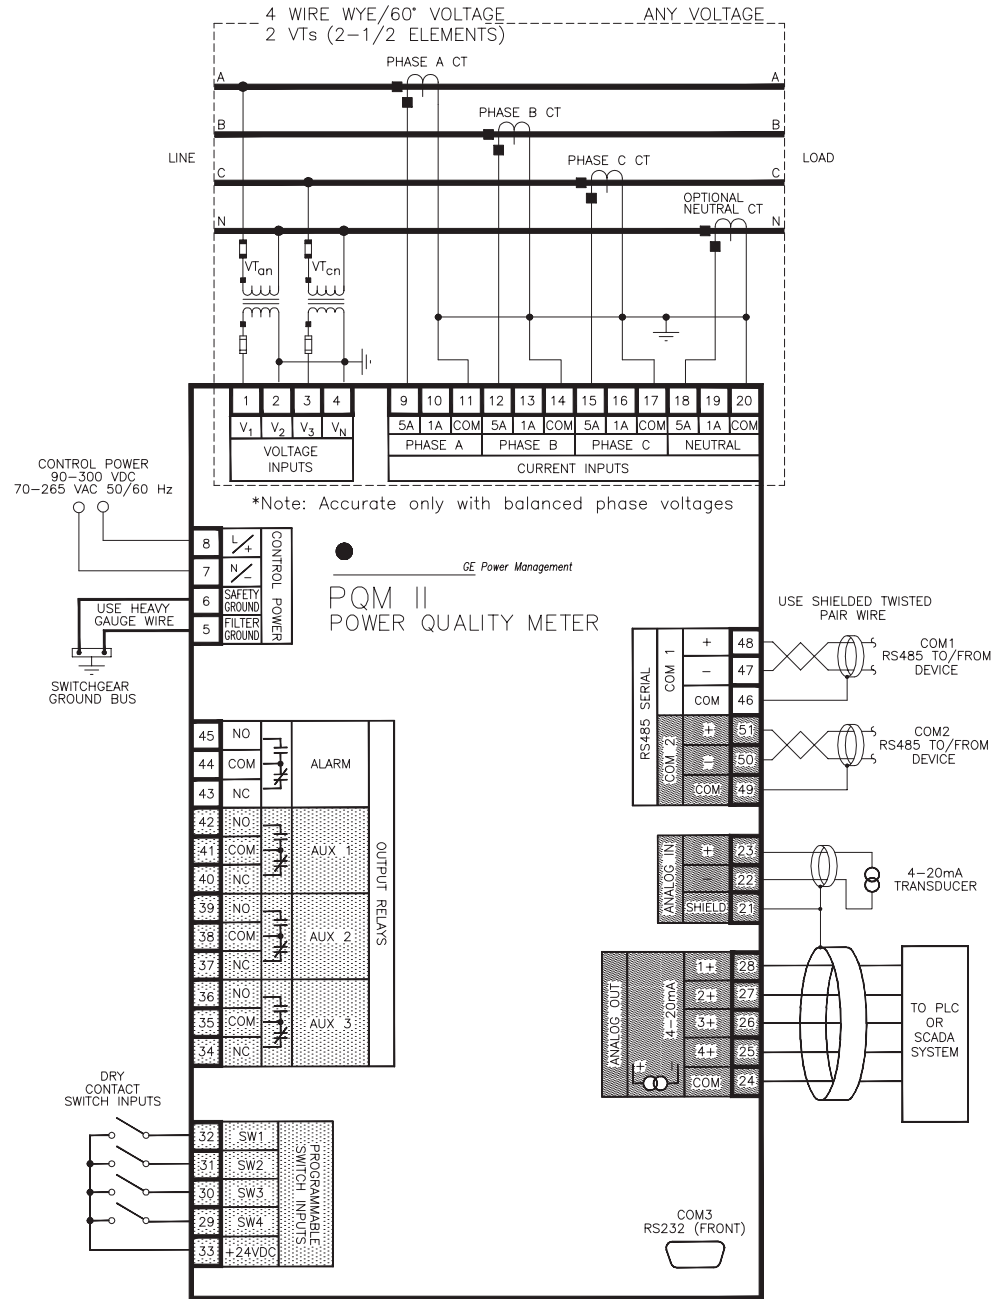 4 WIRE WYE/60° VOLTAGE
ANY VOLTAGE
2 VTs (2-1/2 ELEMENTS)
PHASE A CT
A
A
PHASE B CT
B
B
LINE
PHASE C CT
LOAD
C
C
OPTIONAL
NEUTRAL CT
N
N
VTan
VTcn
1 2 3 4
9 10 11 12 13 14 15 16 17 18 19 20
V1 V2 V3 VN
5A 1A COM 5A 1A COM 5A 1A COM 5A 1A COM
VOLTAGE
INPUTS
PHASE A PHASE B PHASE C NEUTRAL
CURRENT INPUTS
*Note: Accurate only with balanced phase voltages
CONTROL POWER
90-300 VDC
70-265 VAC 50/60 Hz
8 L/+
7 N/-
6 SAFETY
GROUND
5 FILTER
GROUND
CONTROL POWER
USE HEAVY
GAUGE WIRE
SWITCHGEAR
GROUND BUS
GE Power Management
PQM II
POWER QUALITY METER
USE SHIELDED TWISTED
PAIR WIRE
RS485 SERIAL
COM 1
+ 48
- 47
COM 46
COM1
RS485 TO/FROM
DEVICE
COM 2
+ 51
- 50
COM 49
COM2
RS485 TO/FROM
DEVICE
45 NO
44 COM
43 NC
ALARM
42 NO
41 COM
40 NC
AUX 1
39 NO
38 COM
37 NC
AUX 2
36 NO
35 COM
34 NC
AUX 3
OUTPUT RELAYS
ANALOG IN
+ 23
- 22
SHIELD 21
4-20mA
TRANSDUCER
ANALOG OUT
4-20mA
+ -
1+ 28
2+ 27
3+ 26
4+ 25
COM 24
TO PLC
OR
SCADA
SYSTEM
DRY
CONTACT
SWITCH INPUTS
32 SW1
31 SW2
30 SW3
29 SW4
33 +24VDC
PROGRAMMABLE
SWITCH INPUTS
COM3
RS232 (FRONT)